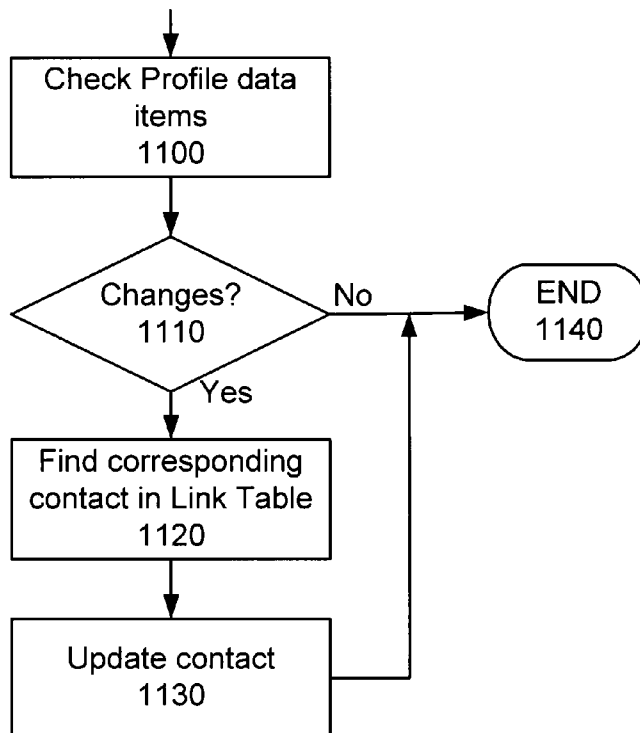 Check Profile data
items
1100
Changes?
1110
No
END
1140
Yes
Find corresponding
contact in Link Table
1120
Update contact
1130